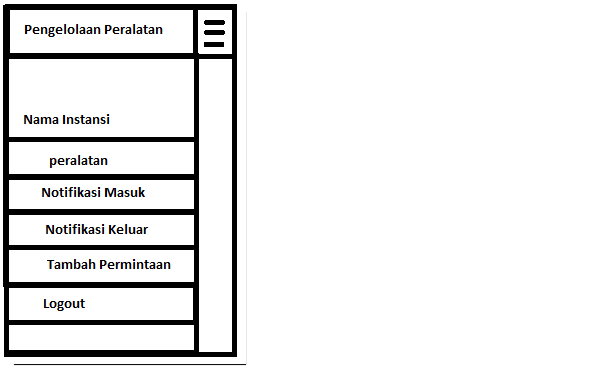 Pengelolaan Peralatan
Nama Instansi
peralatan
Notifikasi Masuk
Notifikasi Keluar
Tambah Permintaan
Logout